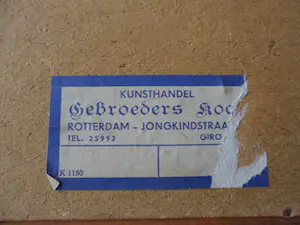 KUNSTHANDEL
Gebroeders Koc
ROTTERDAM - JONGKINDSTRAA
TEL. 25992 GIRO
K 1180